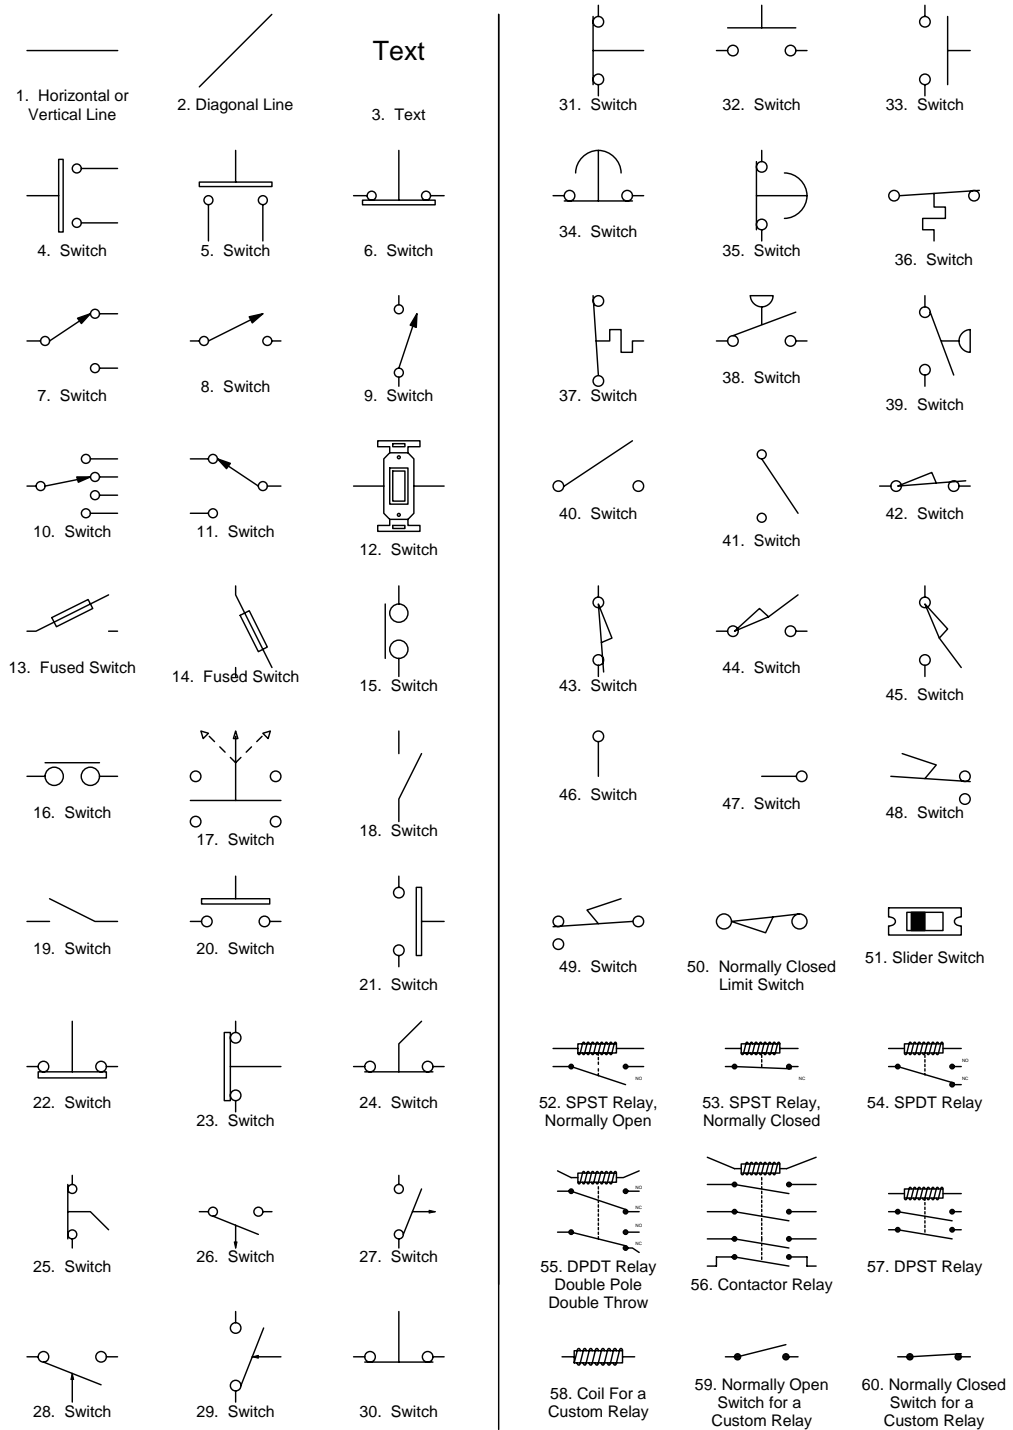 Text
1. Horizontal or
Vertical Line
2. Diagonal Line
3. Text
4. Switch
5. Switch
6. Switch
7. Switch
8. Switch
9. Switch
10. Switch
11. Switch
12. Switch
13. Fused Switch
14. Fused Switch
15. Switch
16. Switch
17. Switch
18. Switch
19. Switch
20. Switch
21. Switch
22. Switch
23. Switch
24. Switch
25. Switch
26. Switch
27. Switch
28. Switch
29. Switch
30. Switch
31. Switch
32. Switch
33. Switch
34. Switch
35. Switch
36. Switch
37. Switch
38. Switch
39. Switch
40. Switch
41. Switch
42. Switch
43. Switch
44. Switch
45. Switch
46. Switch
47. Switch
48. Switch
49. Switch
50. Normally Closed
Limit Switch
51. Slider Switch
NO
52. SPST Relay,
Normally Open
NC
53. SPST Relay,
Normally Closed
NO
NC
54. SPDT Relay
NO
NC
NO
NC
55. DPDT Relay
Double Pole
Double Throw
56. Contactor Relay
57. DPST Relay
58. Coil For a
Custom Relay
59. Normally Open
Switch for a
Custom Relay
60. Normally Closed
Switch for a
Custom Relay